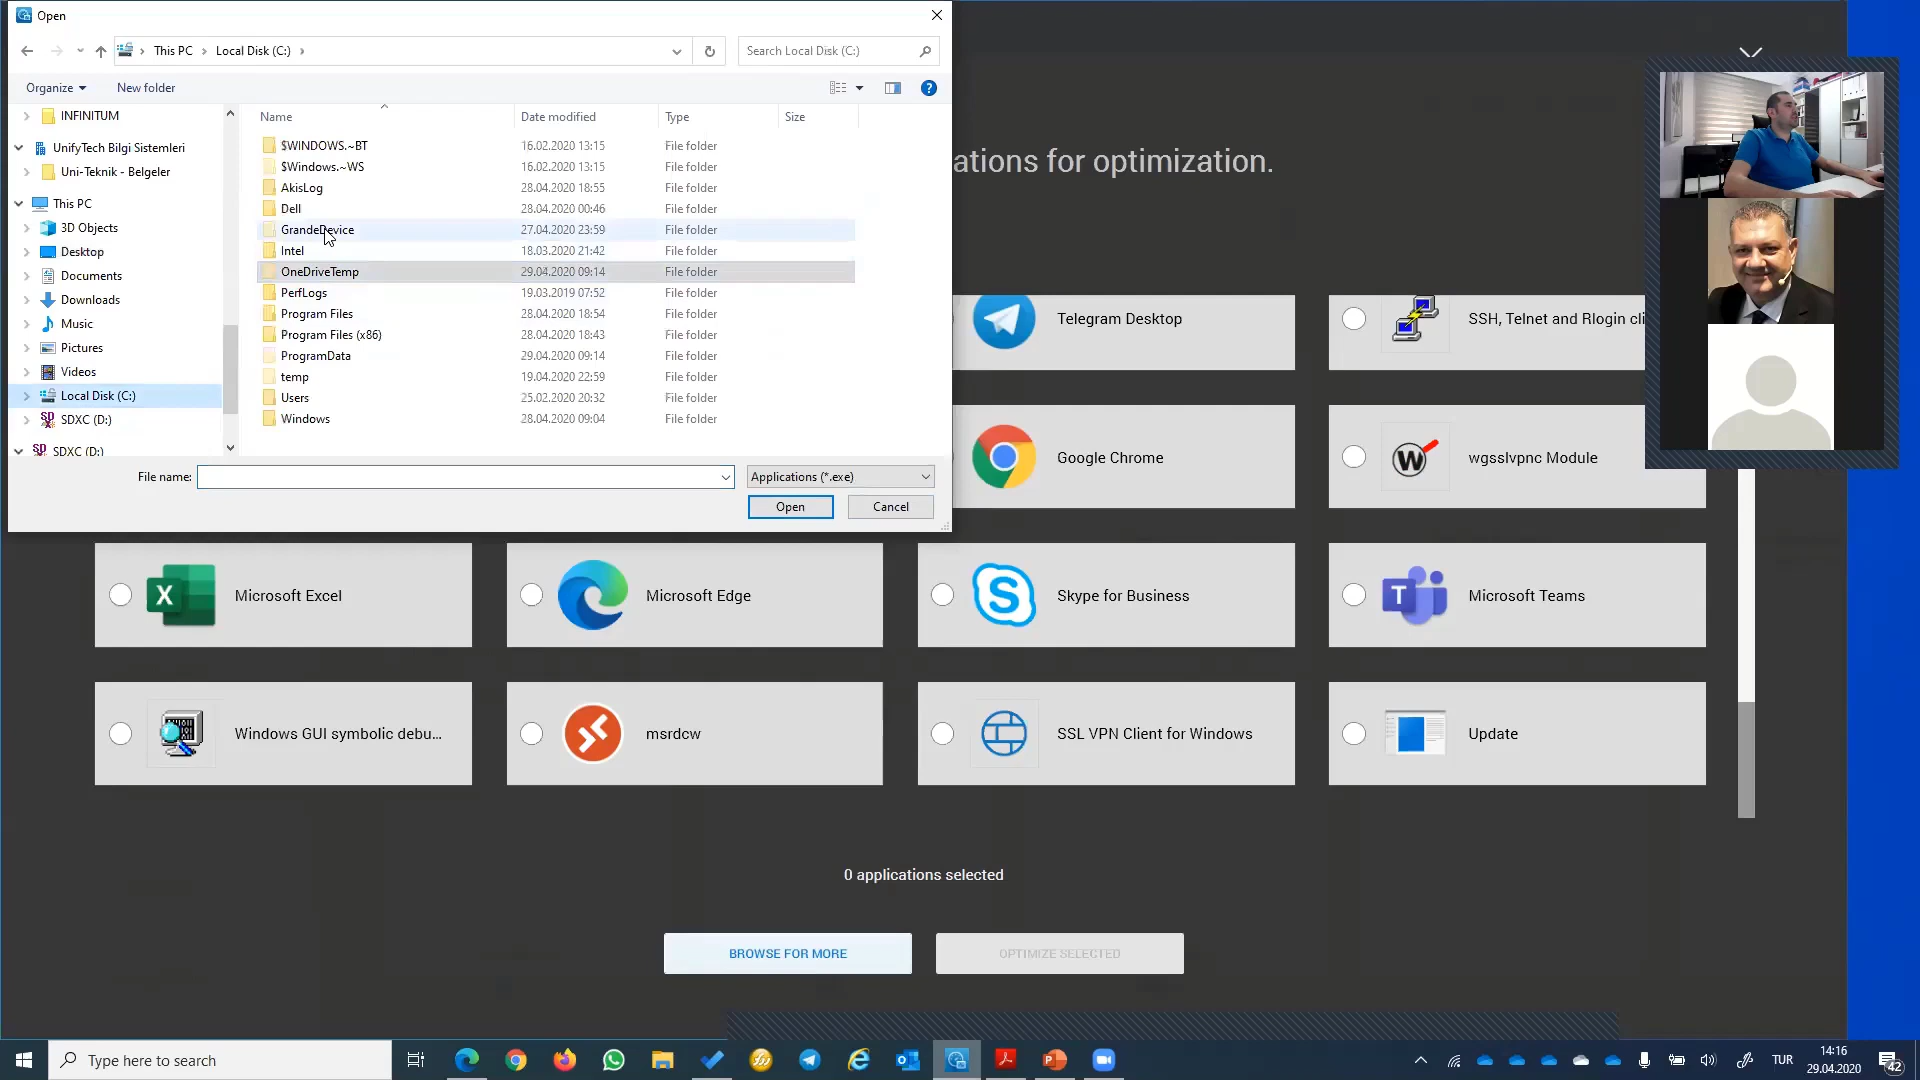 Open
This PC › Local Disk (C:) ›
Search Local Disk (C:)
Organize
New folder
INFINITUM
UnifyTech Bilgi Sistemleri
Uni-Teknik - Belgeler
This PC
3D Objects
Desktop
Documents
Downloads
Music
Pictures
Videos
Local Disk (C:)
SDXC (D:)
SDXC (D:)
Name Date modified Type Size
$WINDOWS.~BT 16.02.2020 13:15 File folder
$Windows.~WS 16.02.2020 13:15 File folder
AkisLog 28.04.2020 18:55 File folder
Dell 28.04.2020 00:46 File folder
GrandeDevice 27.04.2020 23:59 File folder
Intel 18.03.2020 21:42 File folder
OneDriveTemp 29.04.2020 09:14 File folder
PerfLogs 19.03.2019 07:52 File folder
Program Files 28.04.2020 18:54 File folder
Program Files (x86) 28.04.2020 18:43 File folder
ProgramData 29.04.2020 09:14 File folder
temp 19.04.2020 22:59 File folder
Users 25.02.2020 20:32 File folder
Windows 28.04.2020 09:04 File folder
File name:
Applications (*.exe)
Open Cancel
ations for optimization.
Telegram Desktop
SSH, Telnet and Rlogin cli
Google Chrome
wgsslvpnc Module
Microsoft Excel
Microsoft Edge
Skype for Business
Microsoft Teams
Windows GUI symbolic debu...
msrdcw
SSL VPN Client for Windows
Update
0 applications selected
BROWSE FOR MORE
OPTIMIZE SELECTED
Type here to search
TUR
14:16
29.04.2020
42